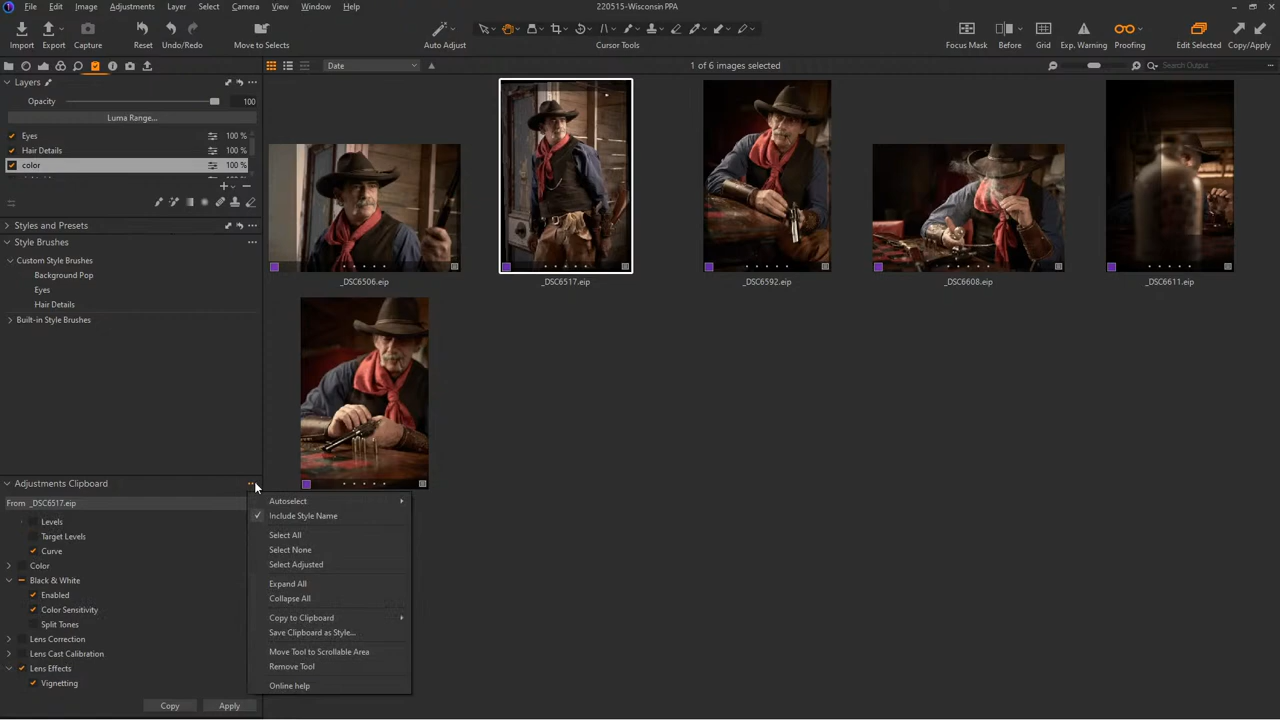 File Edit Image Adjustments Layer Select Camera View Window Help
220515-Wisconsin PPA
Import Export Capture Reset Undo/Redo Move to Selects Auto Adjust Cursor Tools Focus Mask Before Grid Exp. Warning Proofing Edit Selected Copy/Apply
Date
1 of 6 images selected
Search Output
Layers
Opacity 100
Luma Range...
Eyes 100 %
Hair Details 100 %
color 100 %
Styles and Presets
Style Brushes
Custom Style Brushes
Background Pop
Eyes
Hair Details
Built-in Style Brushes
_DSC6506.eip
_DSC6517.eip
_DSC6592.eip
_DSC6608.eip
_DSC6611.eip
Adjustments Clipboard
From _DSC6517.eip
Levels
Target Levels
Curve
Color
Black & White
Enabled
Color Sensitivity
Split Tones
Lens Correction
Lens Cast Calibration
Lens Effects
Vignetting
Copy Apply
Autoselect
Include Style Name
Select All
Select None
Select Adjusted
Expand All
Collapse All
Copy to Clipboard
Save Clipboard as Style...
Move Tool to Scrollable Area
Remove Tool
Online help